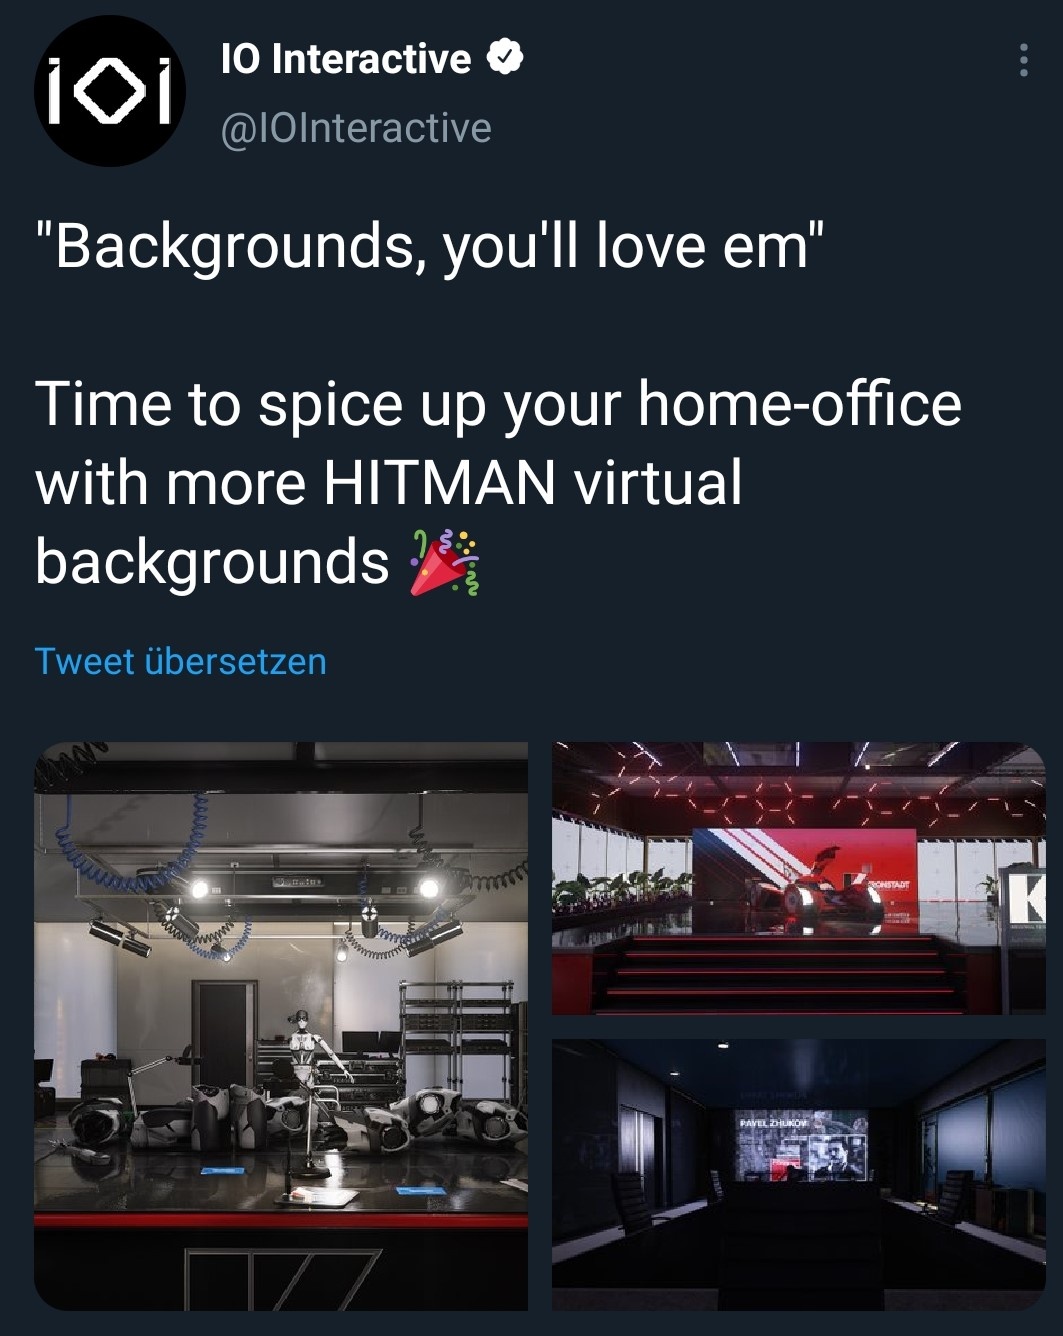 iOi
IO Interactive
@IOInteractive
"Backgrounds, you'll love em"
Time to spice up your home-office
with more HITMAN virtual
backgrounds
Tweet übersetzen
KRONSTADT
K
PAVEL ZHUKOV